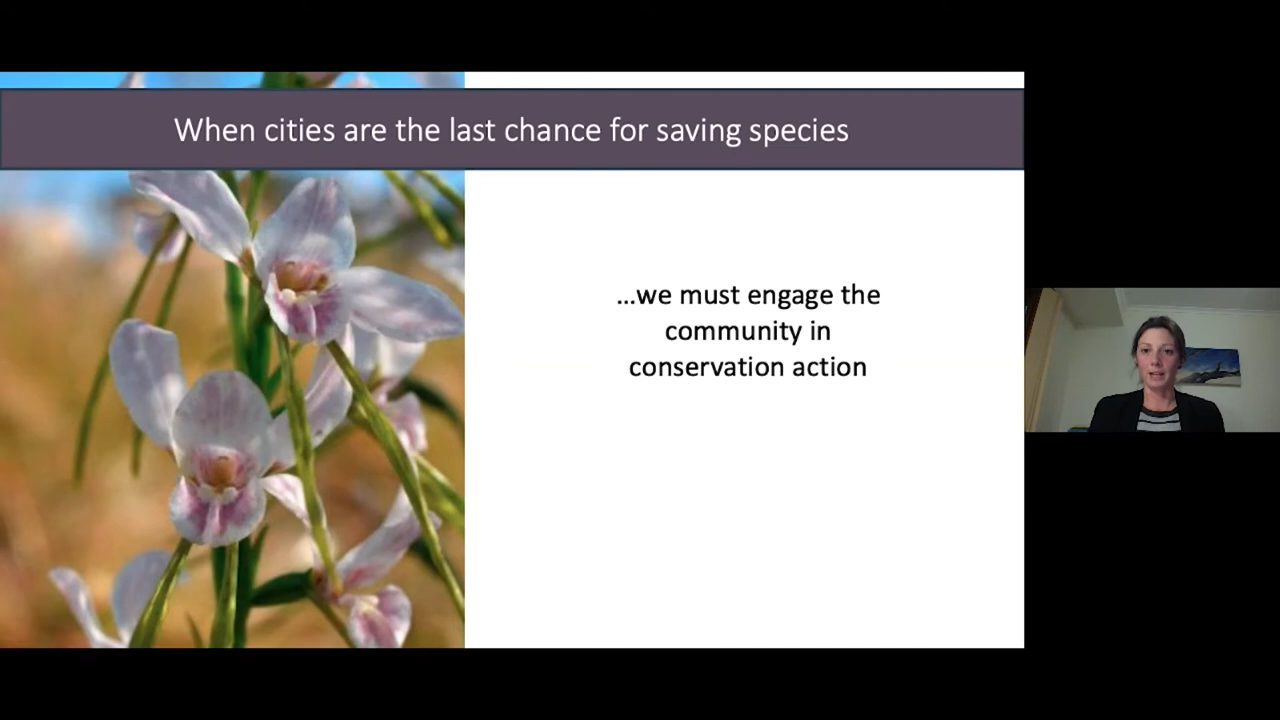 When cities are the last chance for saving species
...we must engage the
community in
conservation action